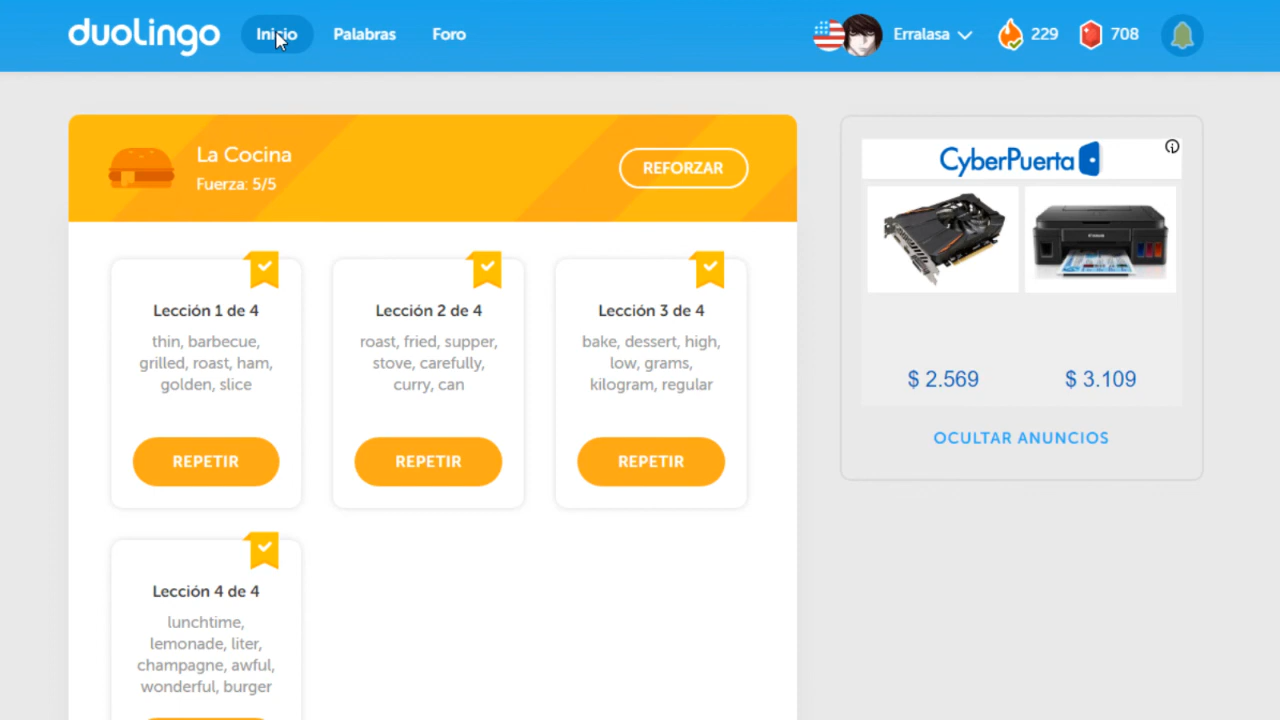 duolingo
Inicio
Palabras
Foro
Erralasa
229
708
La Cocina
Fuerza: 5/5
REFORZAR
Lección 1 de 4
thin, barbecue,
grilled, roast, ham,
golden, slice
REPETIR
Lección 2 de 4
roast, fried, supper,
stove, carefully,
curry, can
REPETIR
Lección 3 de 4
bake, dessert, high,
low, grams,
kilogram, regular
REPETIR
Lección 4 de 4
lunchtime,
lemonade, liter,
champagne, awful,
wonderful, burger
CyberPuerta
$ 2.569
$ 3.109
OCULTAR ANUNCIOS